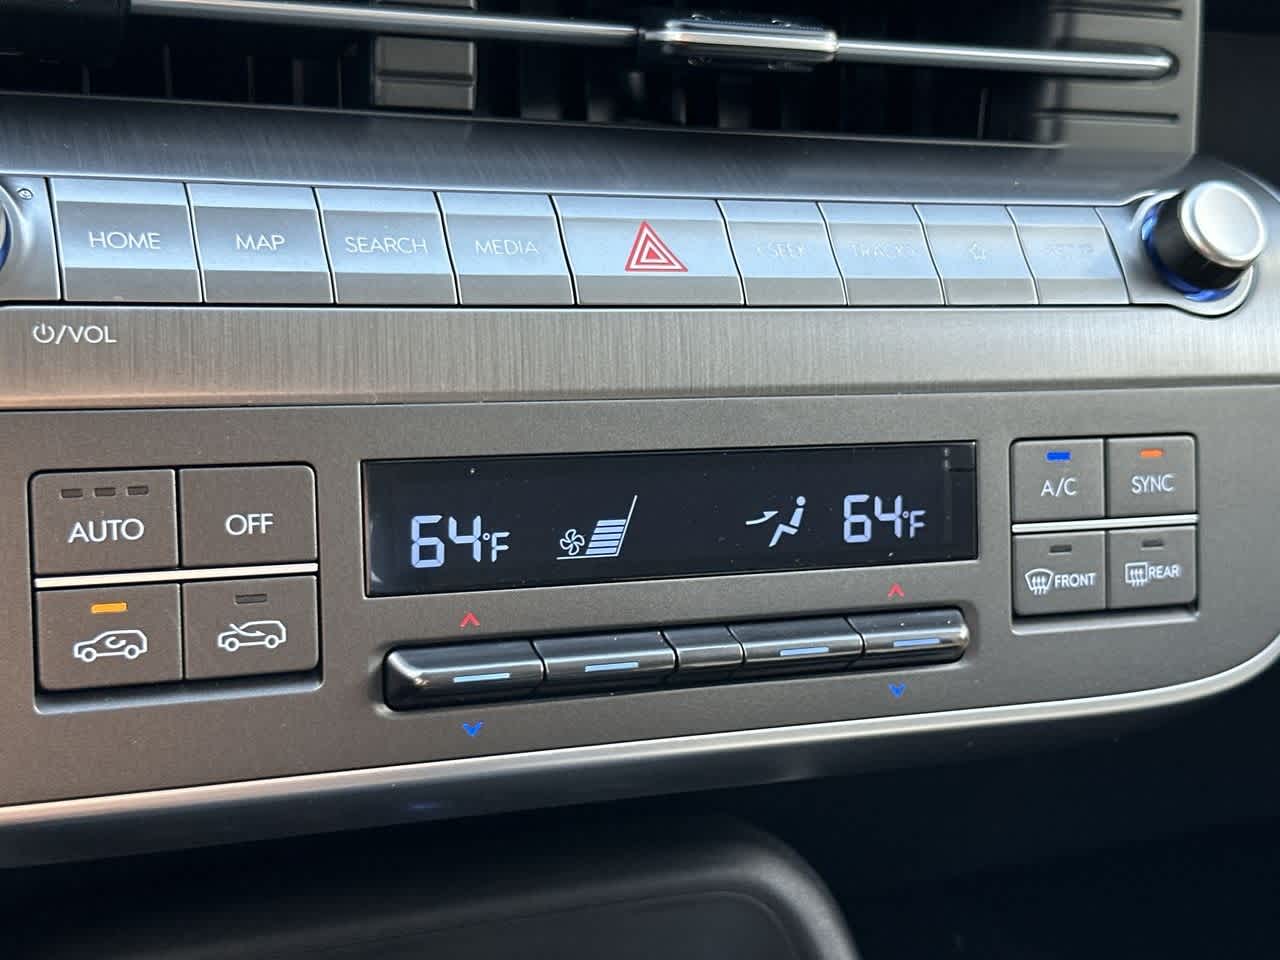 HOME
MAP
SEARCH
MEDIA
< SEEK
TRACK >
☆
⏻/VOL
AUTO
OFF
64°F
64°F
A/C
SYNC
FRONT
REAR